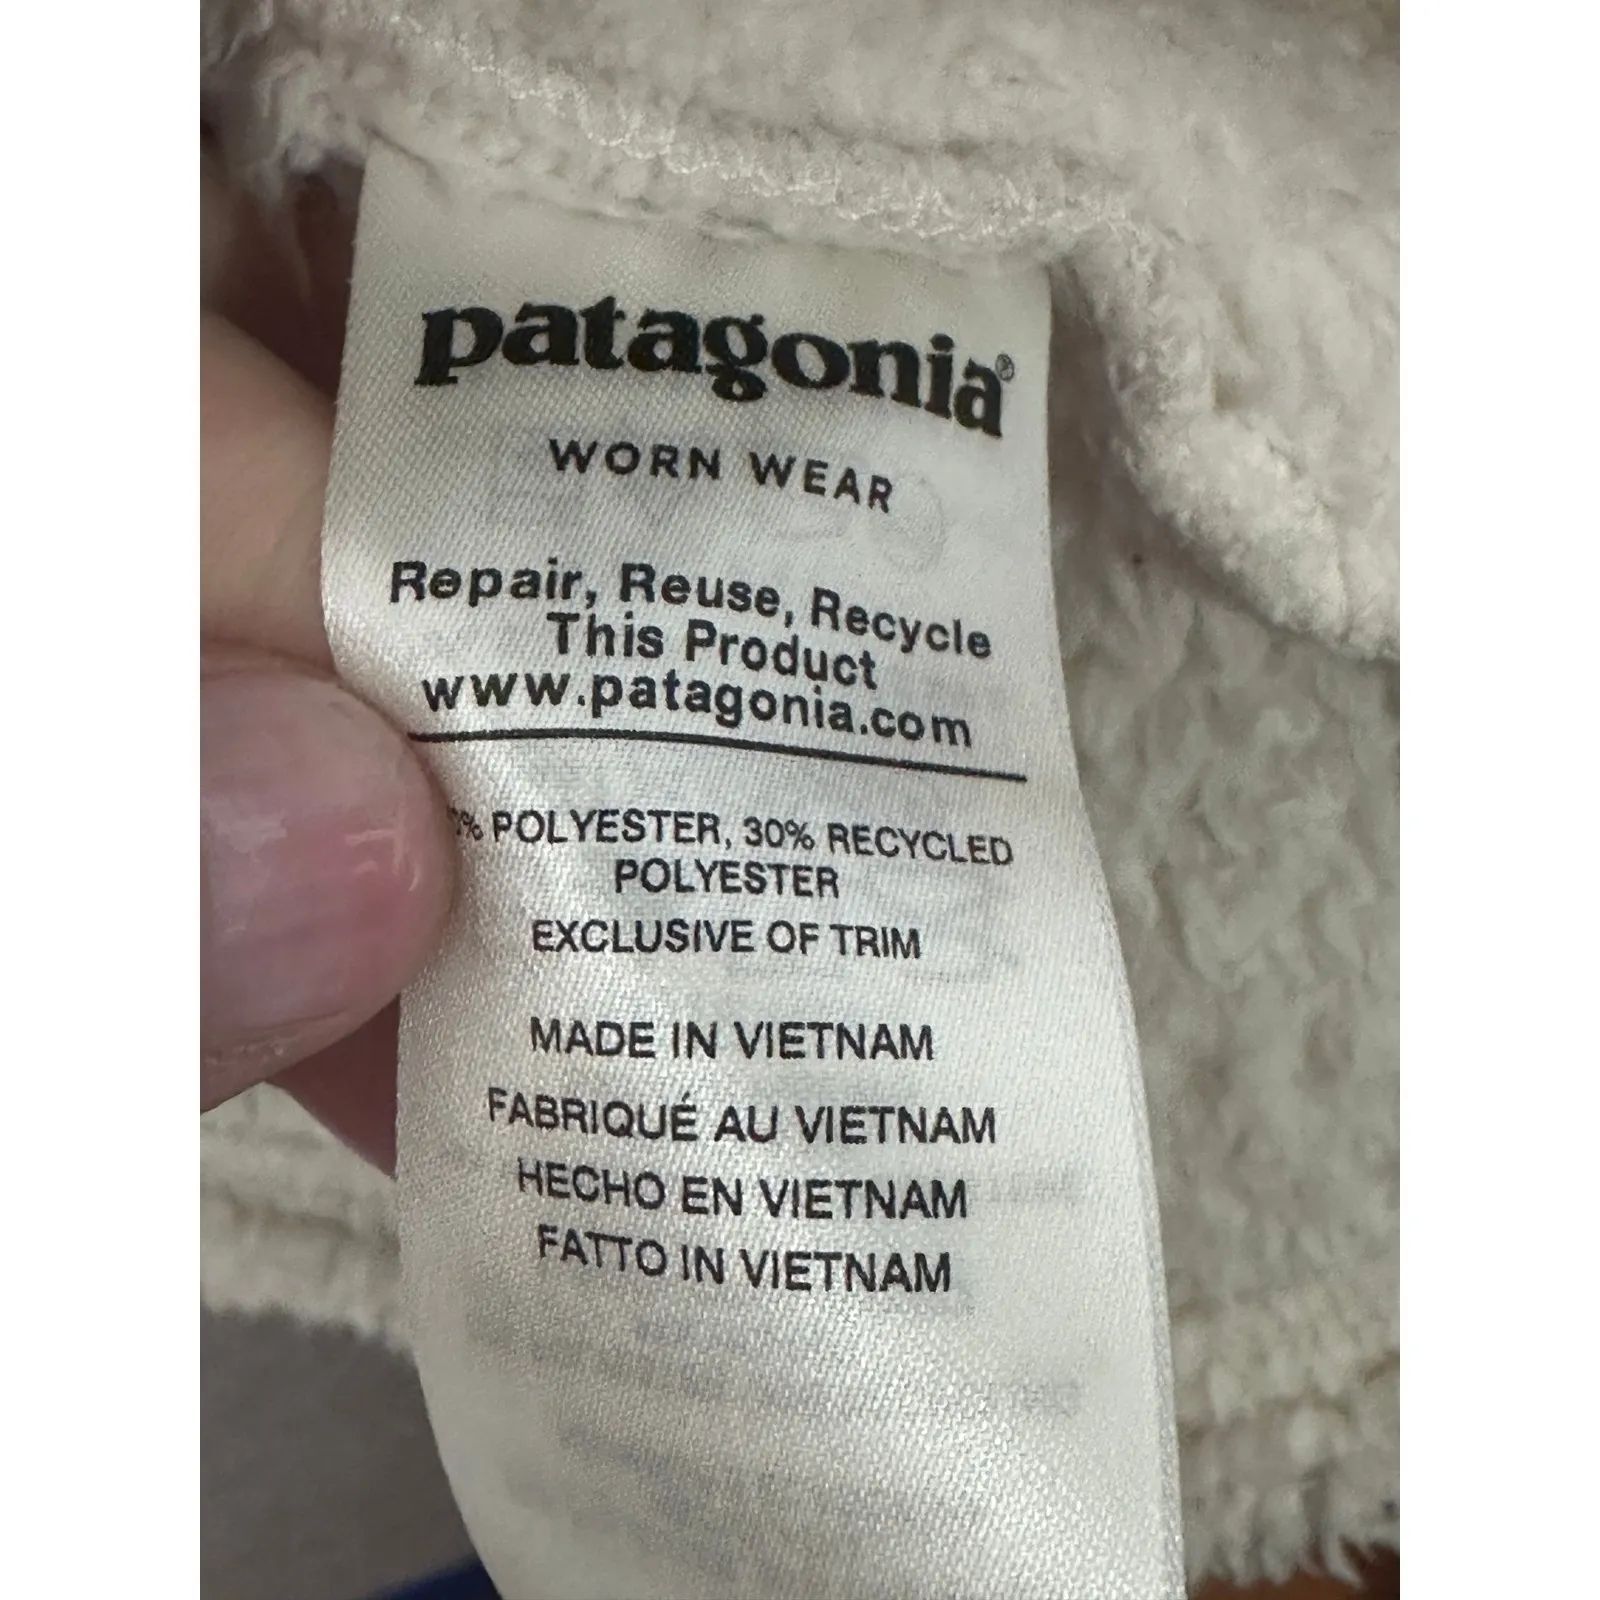 patagonia®
WORN WEAR
Repair, Reuse, Recycle
This Product
www.patagonia.com
% POLYESTER, 30% RECYCLED
POLYESTER
EXCLUSIVE OF TRIM
MADE IN VIETNAM
FABRIQUÉ AU VIETNAM
HECHO EN VIETNAM
FATTO IN VIETNAM